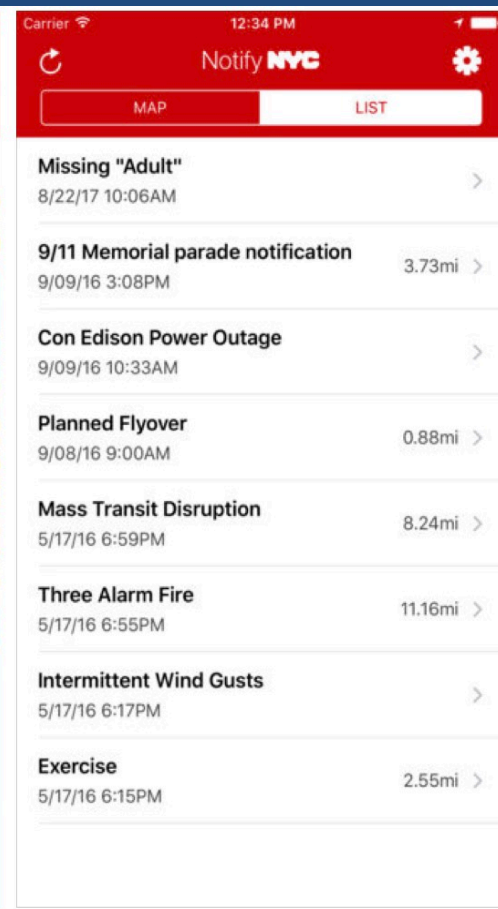 Carrier 12:34 PM
Notify NYC
MAP LIST
Missing "Adult"
8/22/17 10:06AM
9/11 Memorial parade notification
9/09/16 3:08PM
3.73mi
Con Edison Power Outage
9/09/16 10:33AM
Planned Flyover
9/08/16 9:00AM
0.88mi
Mass Transit Disruption
5/17/16 6:59PM
8.24mi
Three Alarm Fire
5/17/16 6:55PM
11.16mi
Intermittent Wind Gusts
5/17/16 6:17PM
Exercise
5/17/16 6:15PM
2.55mi